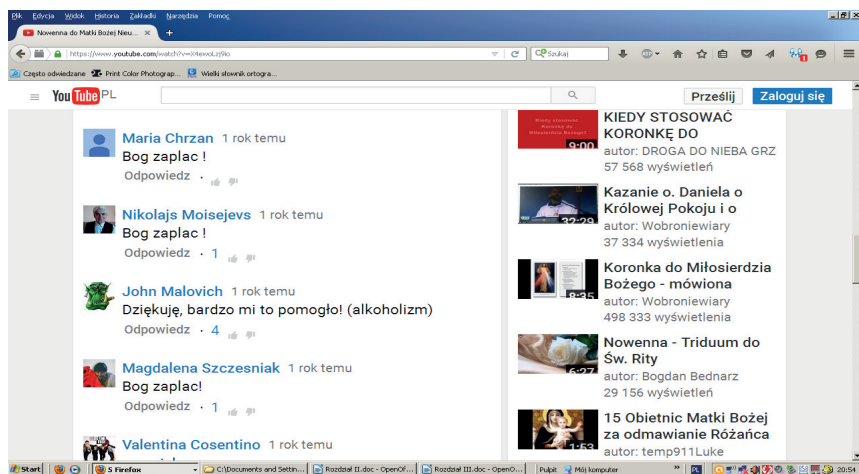 Plik Edycja Widok Historia Zakładki Narzędzia Pomoc
Nowenna do Matki Bożej Nieu...
https://www.youtube.com/watch?v=X4ewoLzj9io
Szukaj
Często odwiedzane Print Color Photograp... Wielki słownik ortogra...
YouTube PL
Prześlij Zaloguj się
Maria Chrzan 1 rok temu
Bog zaplac !
Odpowiedz ·
Nikolajs Moisejevs 1 rok temu
Bog zaplac !
Odpowiedz · 1
John Malovich 1 rok temu
Dziękuję, bardzo mi to pomogło! (alkoholizm)
Odpowiedz · 4
Magdalena Szczesniak 1 rok temu
Bog zaplac!
Odpowiedz · 1
Valentina Cosentino 1 rok temu
Kiedy stosować
Koronkę do
Miłosierdzia Bożego?
9:00
KIEDY STOSOWAĆ
KORONKĘ DO
autor: DROGA DO NIEBA GRZ
57 568 wyświetleń
32:29
Kazanie o. Daniela o
Królowej Pokoju i o
autor: Wobroniewiary
37 334 wyświetlenia
8:35
Koronka do Miłosierdzia
Bożego - mówiona
autor: Wobroniewiary
498 333 wyświetlenia
6:27
Nowenna - Triduum do
Św. Rity
autor: Bogdan Bednarz
29 156 wyświetleń
1:53
15 Obietnic Matki Bożej
za odmawianie Różańca
autor: temp911Luke
Start 5 Firefox C:\Documents and Settin... Rozdział II.doc - OpenOf... Rozdział III.doc - OpenO... Pulpit Mój komputer » PL 20:54